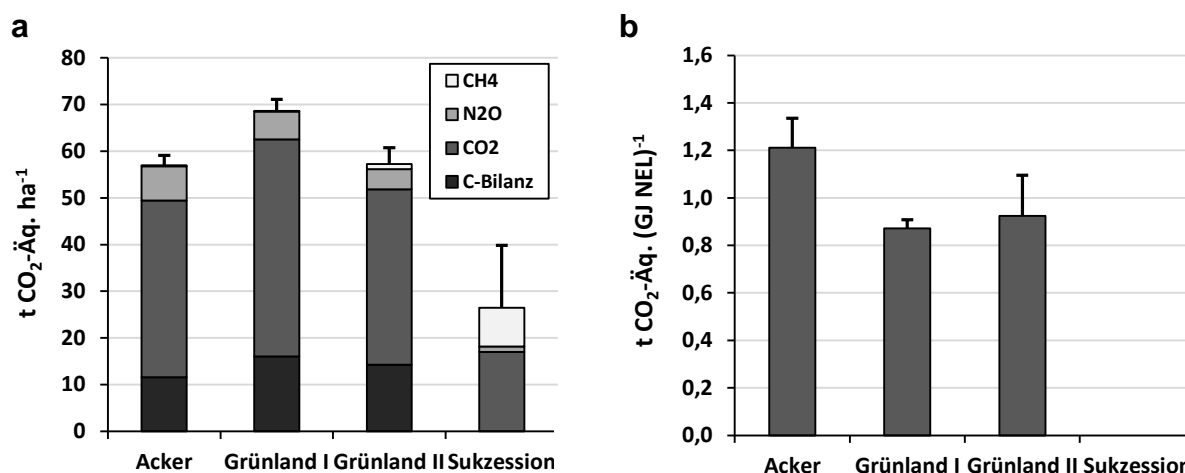 a
t CO₂-Äq. ha⁻¹
80
70
60
50
40
30
20
10
0
CH4
N2O
CO2
C-Bilanz
Acker Grünland I Grünland II Sukzession
b
t CO₂-Äq. (GJ NEL)⁻¹
1,6
1,4
1,2
1,0
0,8
0,6
0,4
0,2
0,0
Acker Grünland I Grünland II Sukzession